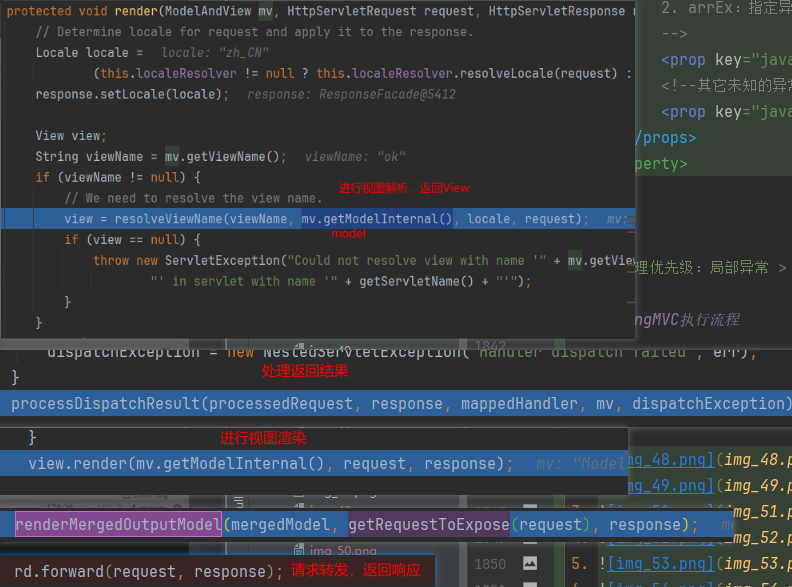 protected void render(ModelAndView mv, HttpServletRequest request, HttpServletResponse
// Determine locale for request and apply it to the response.
Locale locale = locale: "zh_CN"
(this.localeResolver != null ? this.localeResolver.resolveLocale(request) :
response.setLocale(locale); response: ResponseFacade@5412
View view;
String viewName = mv.getViewName(); viewName: "ok"
if (viewName != null) {
// We need to resolve the view name.
进行视图解析，返回View
view = resolveViewName(viewName, mv.getModelInternal(), locale, request); mv:
model
if (view == null) {
throw new ServletException("Could not resolve view with name '" + mv.getView
"' in servlet with name '" + getServletName() + "'");
}
}
2. arrEx：指定异
-->
<prop key="java
<!--其它未知的异常
<prop key="java
/props>
perty>
理优先级：局部异常 >
ngMVC执行流程
1842
dispatchException = new NestedServletException("Handler dispatch failed", err);
处理返回结果
}
processDispatchResult(processedRequest, response, mappedHandler, mv, dispatchException)
}
进行视图渲染
view.render(mv.getModelInternal(), request, response); mv: "Model
mg_48.png](img_48.p
mg_49.png](img_49.p
img_51.p
renderMergedOutputModel(mergedModel, getRequestToExpose(request), response); m
img_52.p
img_50.png
rd.forward(request, response); 请求转发，返回响应
1850
5. ![img_53.png](img_53.p